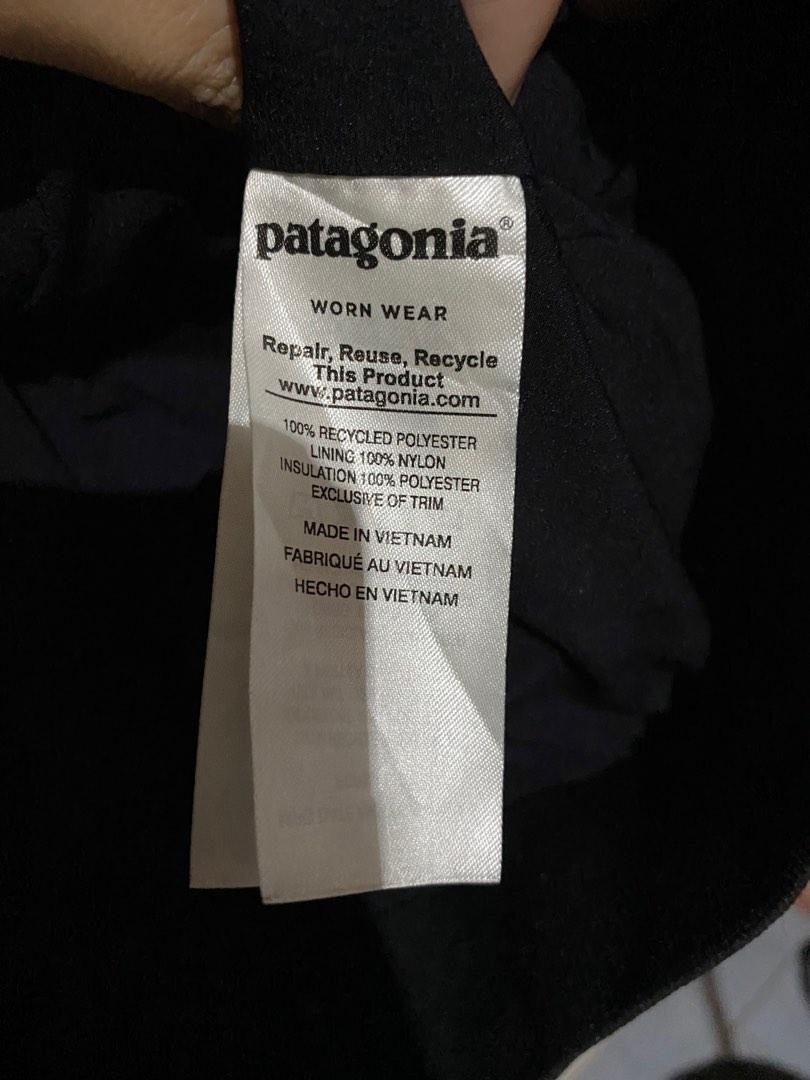 patagonia®
WORN WEAR
Repair, Reuse, Recycle
This Product
www.patagonia.com
100% RECYCLED POLYESTER
LINING 100% NYLON
INSULATION 100% POLYESTER
EXCLUSIVE OF TRIM
MADE IN VIETNAM
FABRIQUÉ AU VIETNAM
HECHO EN VIETNAM